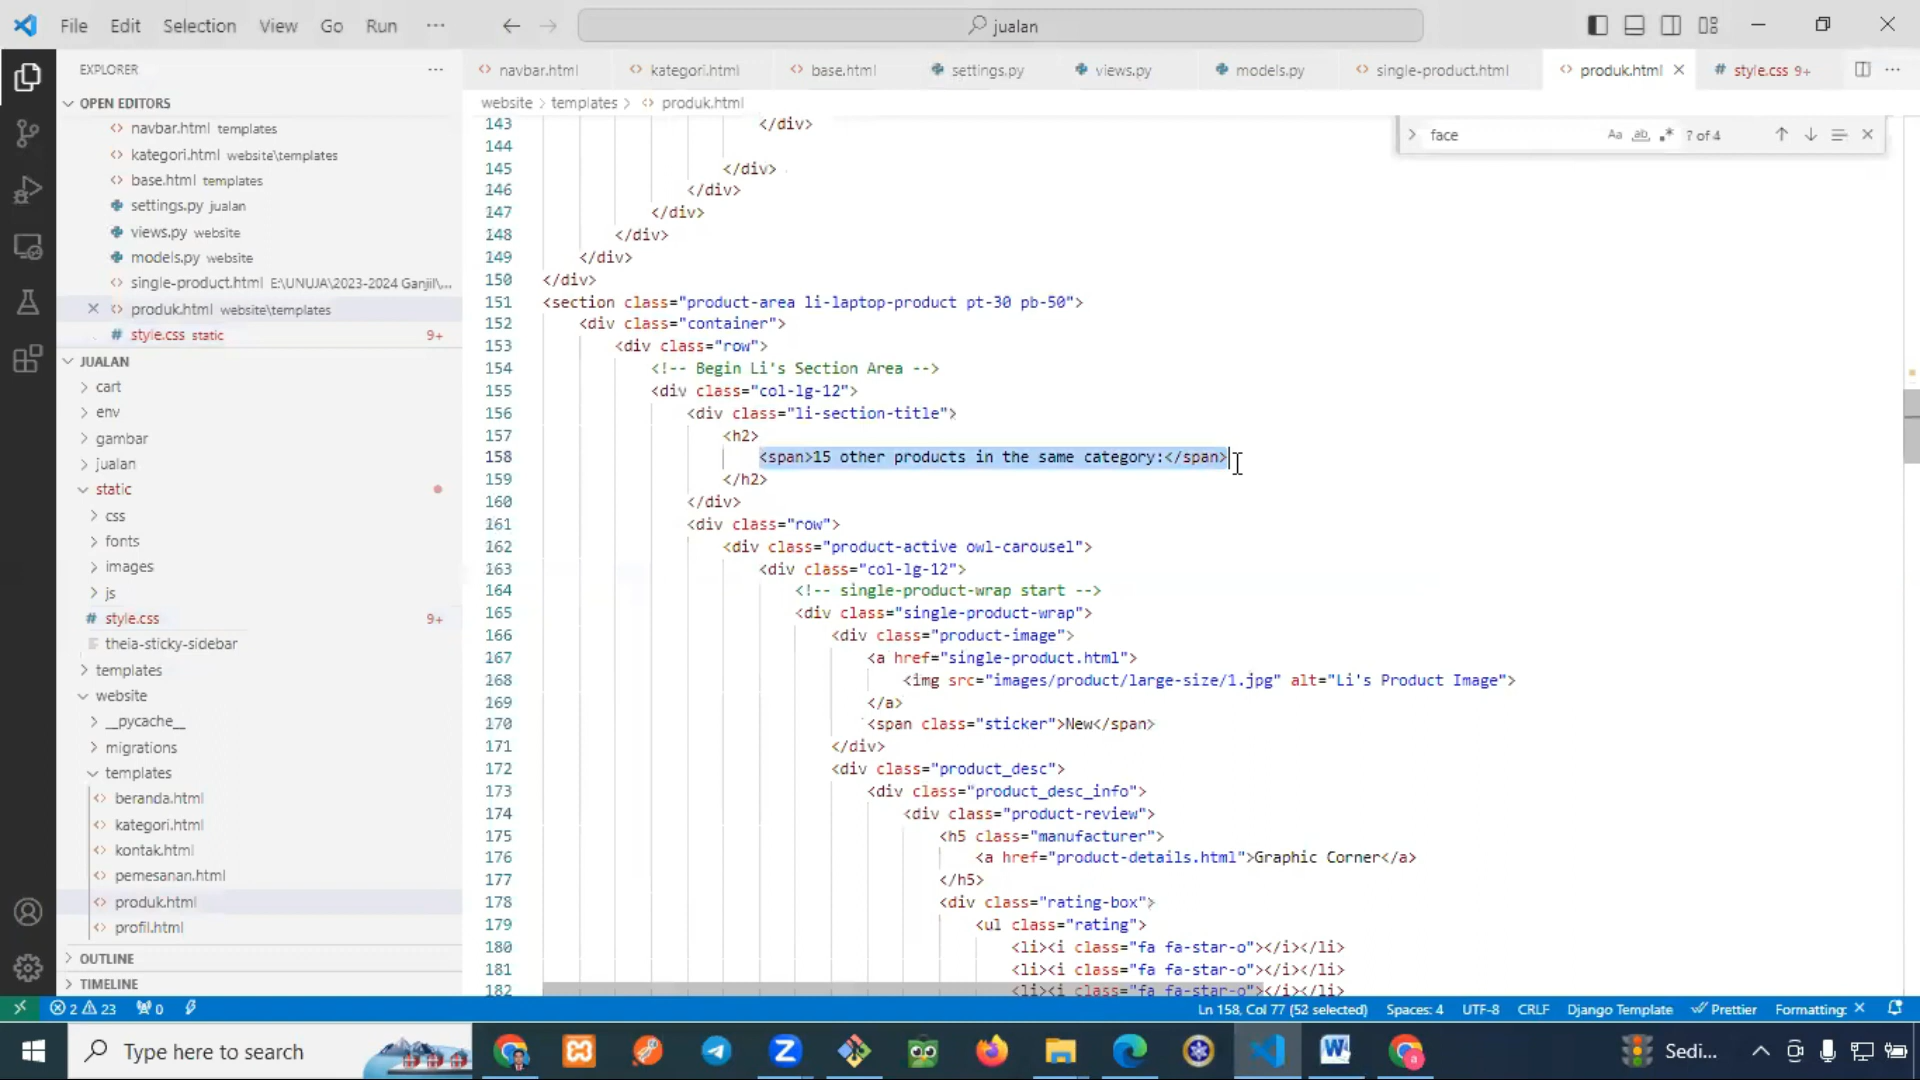 File Edit Selection View Go Run ··· jualan
EXPLORER ···
OPEN EDITORS
navbar.html templates
kategori.html website\templates
base.html templates
settings.py jualan
views.py website
models.py website
single-product.html E:\UNUJA\2023-2024 Ganjil\...
produk.html website\templates
style.css static 9+
JUALAN
cart
env
gambar
jualan
static
css
fonts
images
js
style.css 9+
theia-sticky-sidebar
templates
website
__pycache__
migrations
templates
beranda.html
kategori.html
kontak.html
pemesanan.html
produk.html
profil.html
OUTLINE
TIMELINE
navbar.html kategori.html base.html settings.py views.py models.py single-product.html produk.html style.css 9+
website > templates > produk.html
face Aa ab ? of 4
143 </div>
144
145 </div>
146 </div>
147 </div>
148 </div>
149 </div>
150 </div>
151 <section class="product-area li-laptop-product pt-30 pb-50">
152 <div class="container">
153 <div class="row">
154 <!-- Begin Li's Section Area -->
155 <div class="col-lg-12">
156 <div class="li-section-title">
157 <h2>
158 <span>15 other products in the same category:</span>
159 </h2>
160 </div>
161 <div class="row">
162 <div class="product-active owl-carousel">
163 <div class="col-lg-12">
164 <!-- single-product-wrap start -->
165 <div class="single-product-wrap">
166 <div class="product-image">
167 <a href="single-product.html">
168 <img src="images/product/large-size/1.jpg" alt="Li's Product Image">
169 </a>
170 <span class="sticker">New</span>
171 </div>
172 <div class="product_desc">
173 <div class="product_desc_info">
174 <div class="product-review">
175 <h5 class="manufacturer">
176 <a href="product-details.html">Graphic Corner</a>
177 </h5>
178 <div class="rating-box">
179 <ul class="rating">
180 <li><i class="fa fa-star-o"></i></li>
181 <li><i class="fa fa-star-o"></i></li>
182 <li><i class="fa fa-star-o"></i></li>
2 23 0 Ln 158, Col 77 (52 selected) Spaces: 4 UTF-8 CRLF Django Template Prettier Formatting: ×
Type here to search Sedi...